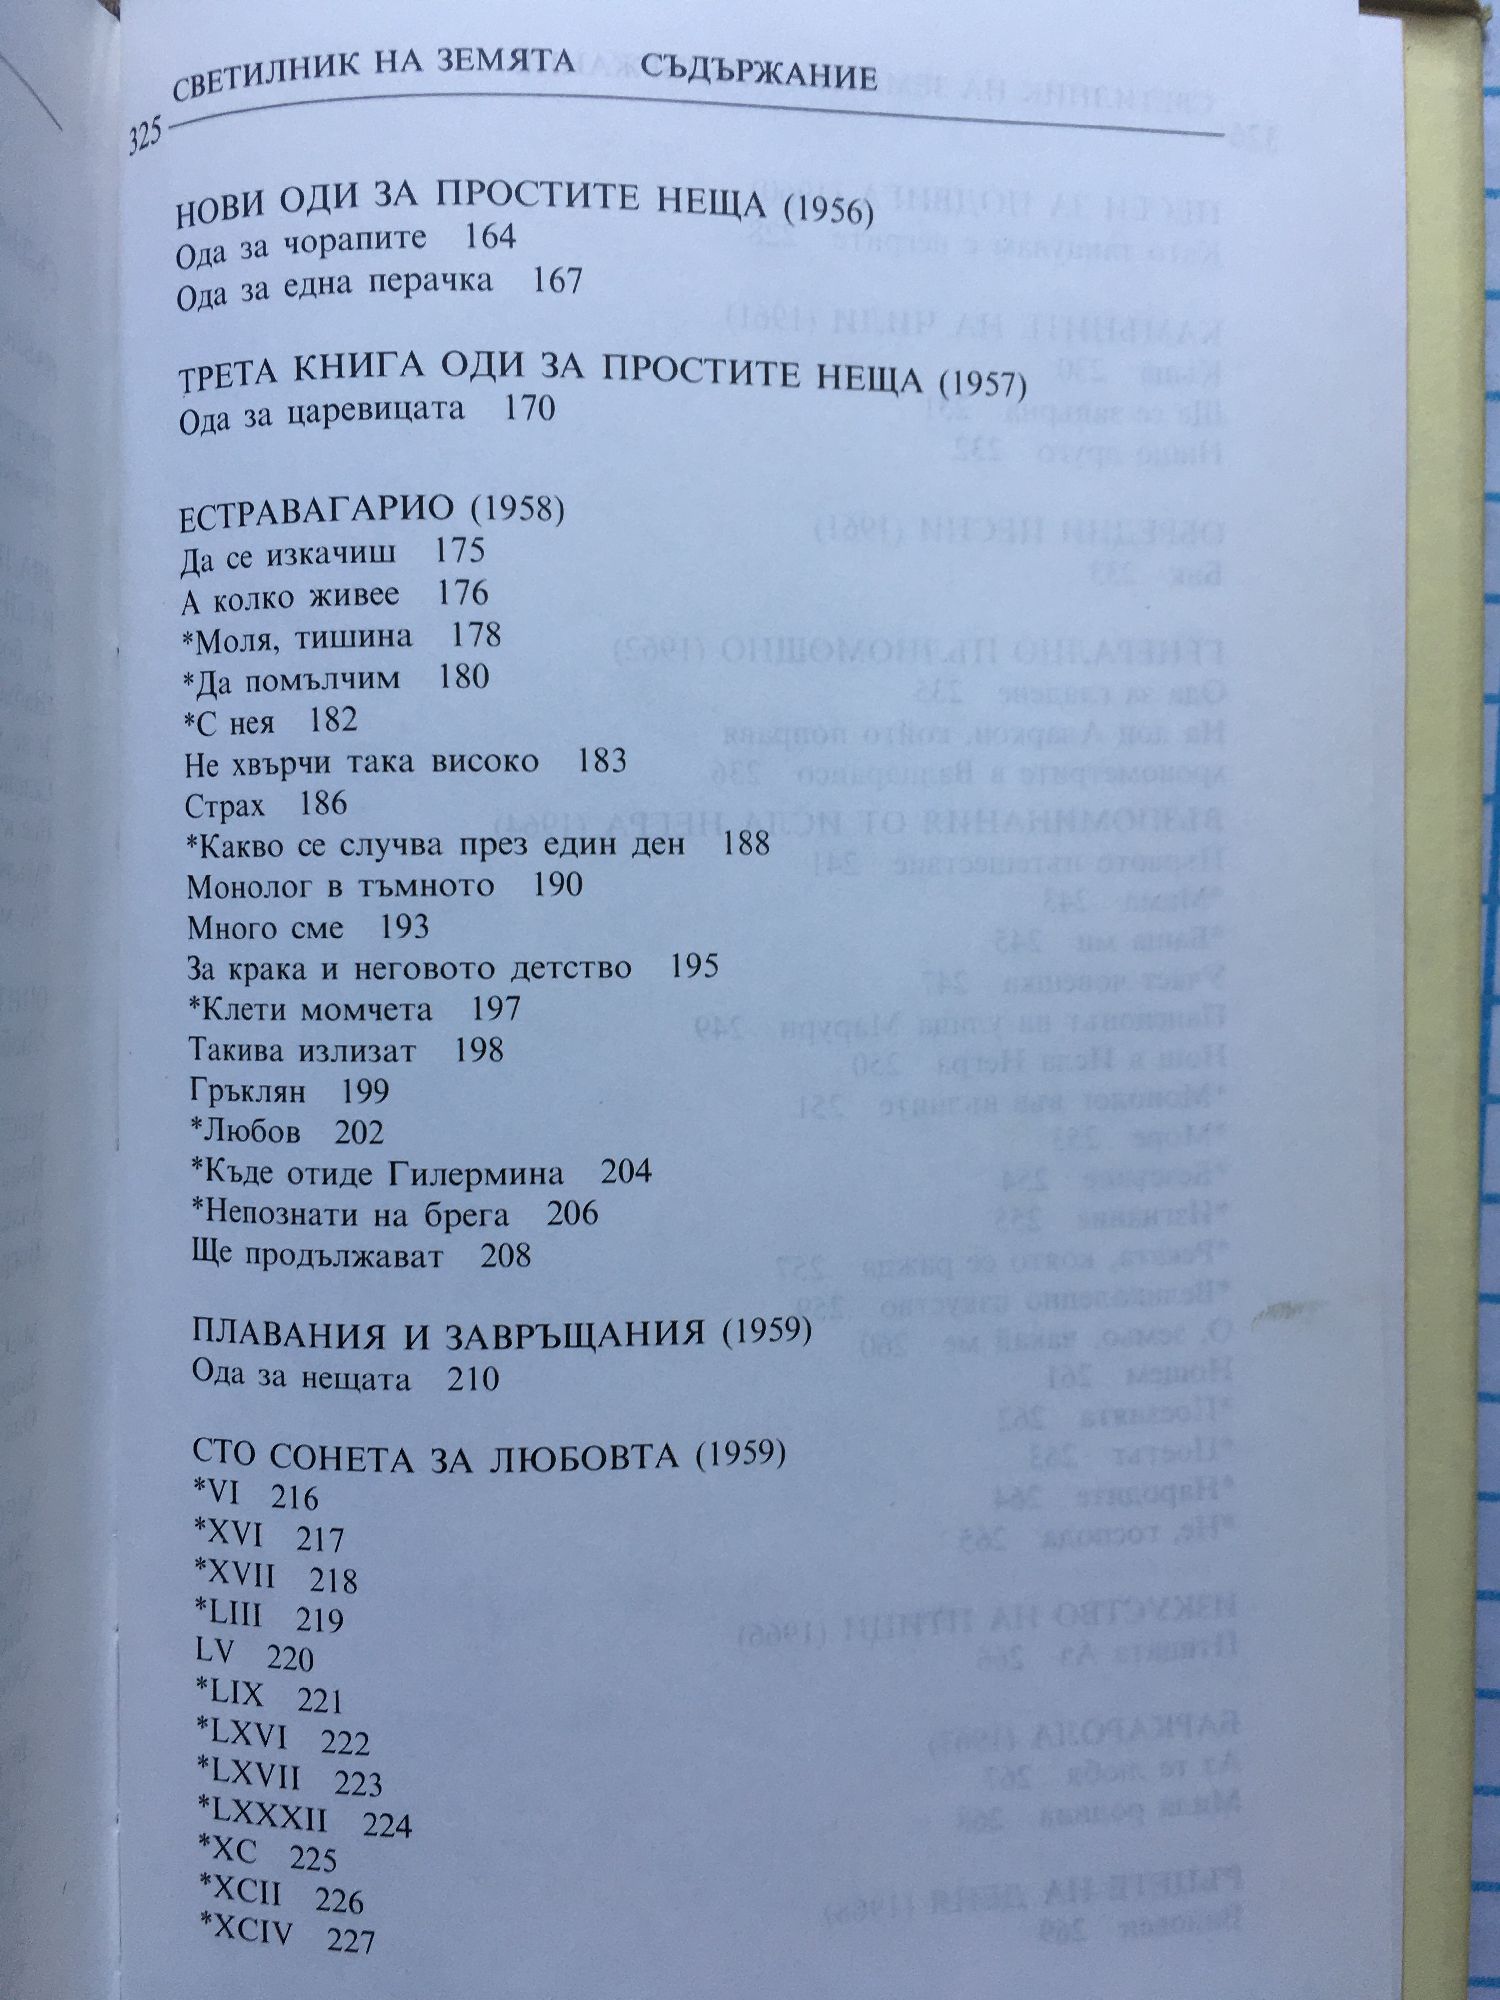 СВЕТИЛНИК НА ЗЕМЯТА СЪДЪРЖАНИЕ
325
НОВИ ОДИ ЗА ПРОСТИТЕ НЕЩА (1956)
Ода за чорапите 164
Ода за една перачка 167
ТРЕТА КНИГА ОДИ ЗА ПРОСТИТЕ НЕЩА (1957)
Ода за царевицата 170
ЕСТРАВАГАРИО (1958)
Да се изкачиш 175
А колко живее 176
*Моля, тишина 178
*Да помълчим 180
*С нея 182
Не хвърчи така високо 183
Страх 186
*Какво се случва през един ден 188
Монолог в тъмното 190
Много сме 193
За крака и неговото детство 195
*Клети момчета 197
Такива излизат 198
Гръклян 199
*Любов 202
*Къде отиде Гилермина 204
*Непознати на брега 206
Ще продължават 208
ПЛАВАНИЯ И ЗАВРЪЩАНИЯ (1959)
Ода за нещата 210
СТО СОНЕТА ЗА ЛЮБОВТА (1959)
*VI 216
*XVI 217
*XVII 218
*LIII 219
LV 220
*LIX 221
*LXVI 222
*LXVII 223
*LXXXII 224
*XC 225
*XCII 226
*XCIV 227